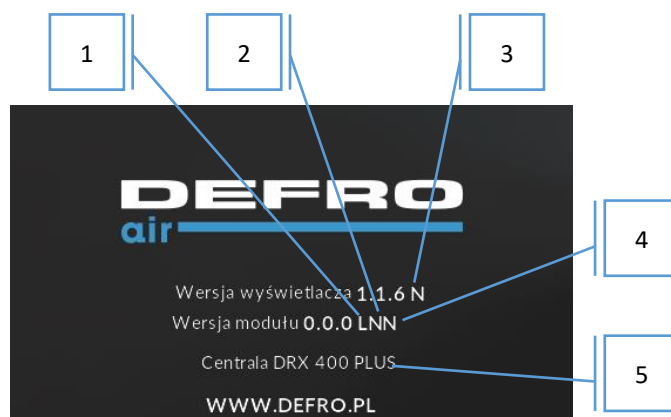 1 2 3
DEFRO
air
Wersja wyświetlacza 1.1.6 N
4
Wersja modułu 0.0.0 LNN
Centrala DRX 400 PLUS
5
WWW.DEFRO.PL